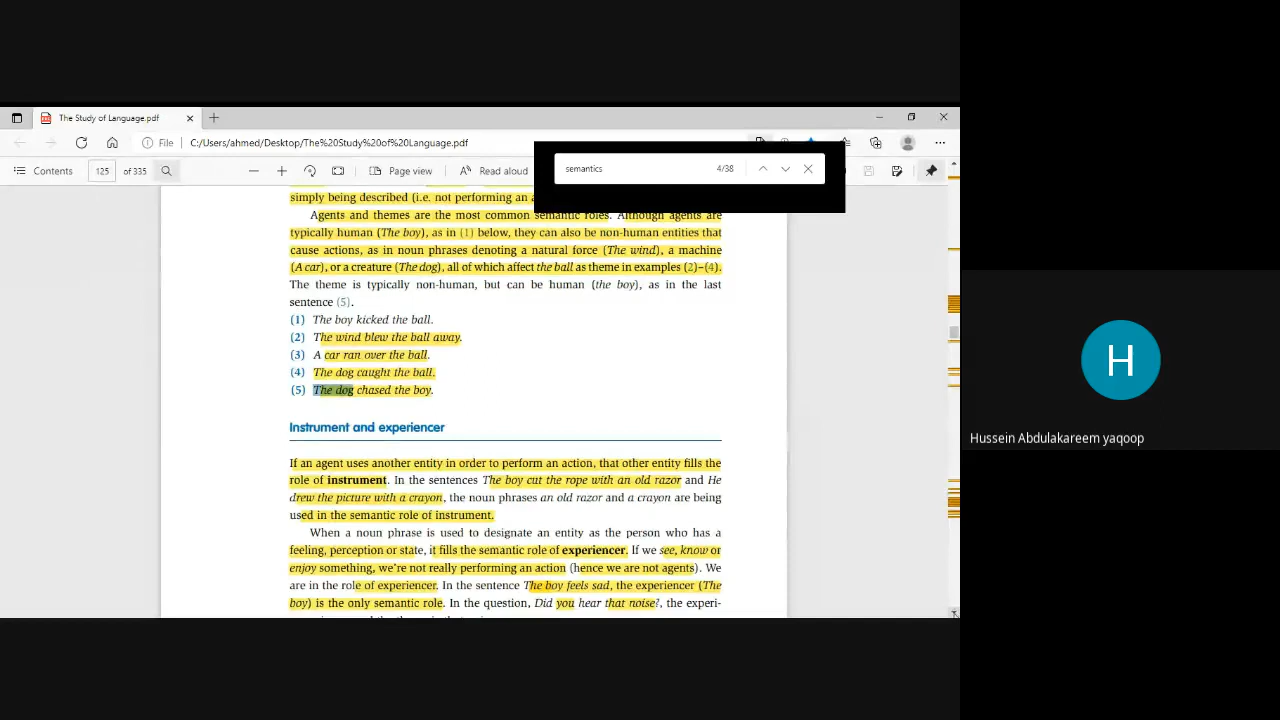 The Study of Language.pdf
File C:/Users/ahmed/Desktop/The%20Study%20of%20Language.pdf
semantics 4/38
Contents 125 of 335 Page view Read aloud
simply being described (i.e. not performing an
Agents and themes are the most common semantic roles. Although agents are
typically human (The boy), as in (1) below, they can also be non-human entities that
cause actions, as in noun phrases denoting a natural force (The wind), a machine
(A car), or a creature (The dog), all of which affect the ball as theme in examples (2)–(4).
The theme is typically non-human, but can be human (the boy), as in the last
sentence (5).
(1) The boy kicked the ball.
(2) The wind blew the ball away.
(3) A car ran over the ball.
(4) The dog caught the ball.
(5) The dog chased the boy.
Instrument and experiencer
If an agent uses another entity in order to perform an action, that other entity fills the
role of instrument. In the sentences The boy cut the rope with an old razor and He
drew the picture with a crayon, the noun phrases an old razor and a crayon are being
used in the semantic role of instrument.
When a noun phrase is used to designate an entity as the person who has a
feeling, perception or state, it fills the semantic role of experiencer. If we see, know or
enjoy something, we're not really performing an action (hence we are not agents). We
are in the role of experiencer. In the sentence The boy feels sad, the experiencer (The
boy) is the only semantic role. In the question, Did you hear that noise?, the experi-
H
Hussein Abdulakareem yaqoop